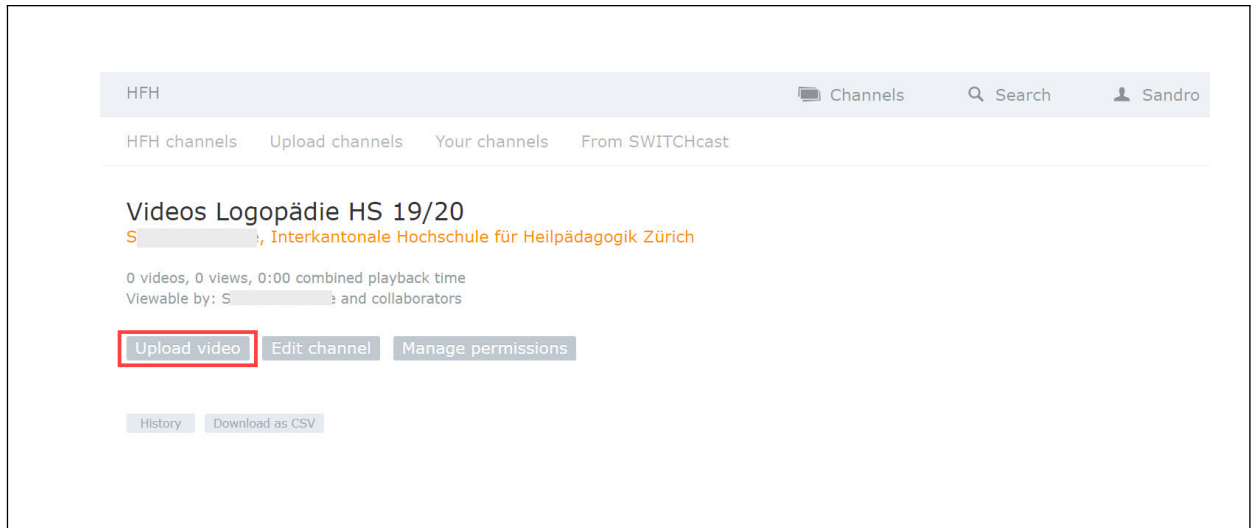 HFH Channels Search Sandro
HFH channels Upload channels Your channels From SWITCHcast
Videos Logopädie HS 19/20
S , Interkantonale Hochschule für Heilpädagogik Zürich
0 videos, 0 views, 0:00 combined playback time
Viewable by: S e and collaborators
Upload video Edit channel Manage permissions
History Download as CSV